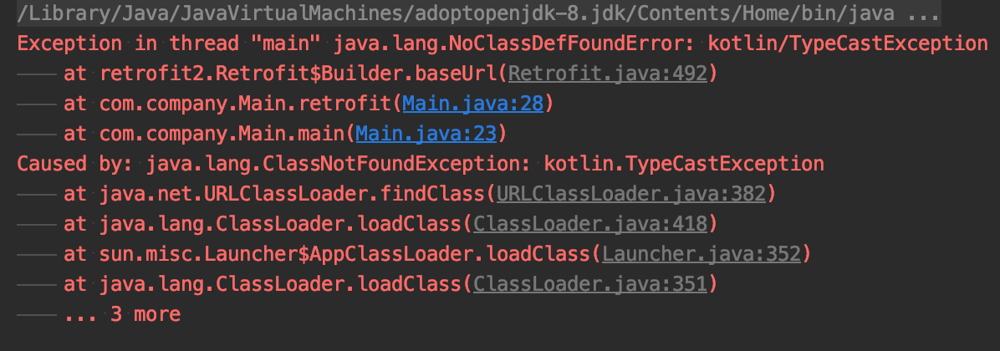 /Library/Java/JavaVirtualMachines/adoptopenjdk-8.jdk/Contents/Home/bin/java ...
Exception in thread "main" java.lang.NoClassDefFoundError: kotlin/TypeCastException
at retrofit2.Retrofit$Builder.baseUrl(Retrofit.java:492)
at com.company.Main.retrofit(Main.java:28)
at com.company.Main.main(Main.java:23)
Caused by: java.lang.ClassNotFoundException: kotlin.TypeCastException
at java.net.URLClassLoader.findClass(URLClassLoader.java:382)
at java.lang.ClassLoader.loadClass(ClassLoader.java:418)
at sun.misc.Launcher$AppClassLoader.loadClass(Launcher.java:352)
at java.lang.ClassLoader.loadClass(ClassLoader.java:351)
... 3 more